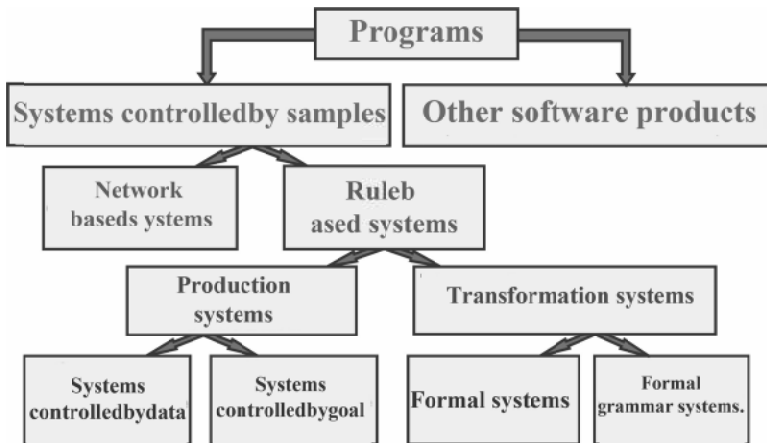 Programs
Systems controlledby samples
Other software products
Network
baseds ystems
Ruleb
ased systems
Production
systems
Transformation systems
Systems
controlledbydata
Systems
controlledbygoal
Formal systems
Formal
grammar systems.